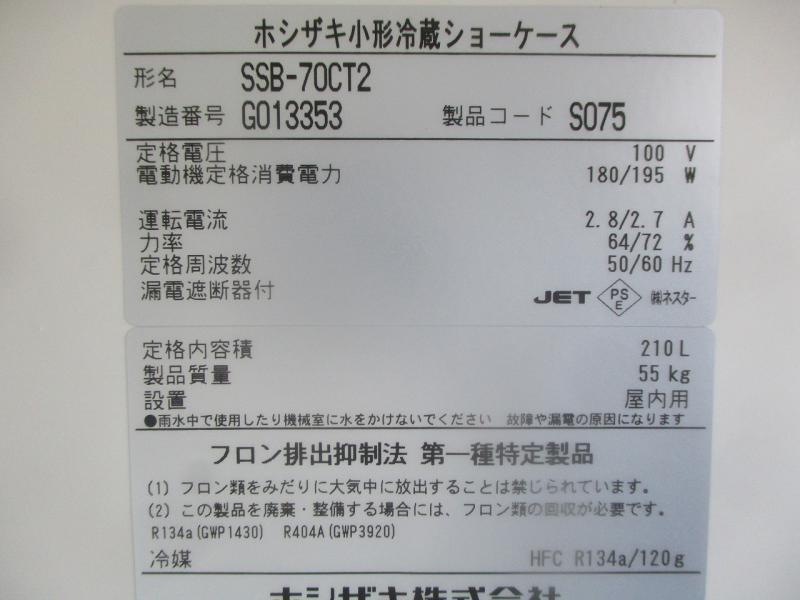 ホシザキ小形冷蔵ショーケース
形名 SSB-70CT2
製造番号 G013353 製品コード S075
定格電圧 100 V
電動機定格消費電力 180/195 W
運転電流 2.8/2.7 A
力率 64/72 %
定格周波数 50/60 Hz
漏電遮断器付 JET PSE ㈱ネスター
定格内容積 210 L
製品質量 55 kg
設置 屋内用
●雨水中で使用したり機械室に水をかけないでください 故障や漏電の原因になります
フロン排出抑制法 第一種特定製品
(1) フロン類をみだりに大気中に放出することは禁じられています。
(2) この製品を廃棄・整備する場合には、フロン類の回収が必要です。
R134a(GWP1430) R404A(GWP3920)
冷媒 HFC R134a/120g
ホシザキ株式会社